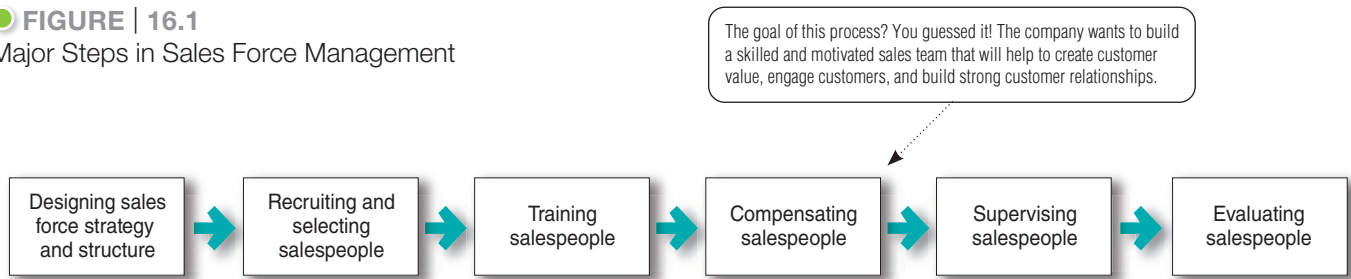 FIGURE | 16.1
Major Steps in Sales Force Management
The goal of this process? You guessed it! The company wants to build
a skilled and motivated sales team that will help to create customer
value, engage customers, and build strong customer relationships.
Designing sales
force strategy
and structure
Recruiting and
selecting
salespeople
Training
salespeople
Compensating
salespeople
Supervising
salespeople
Evaluating
salespeople